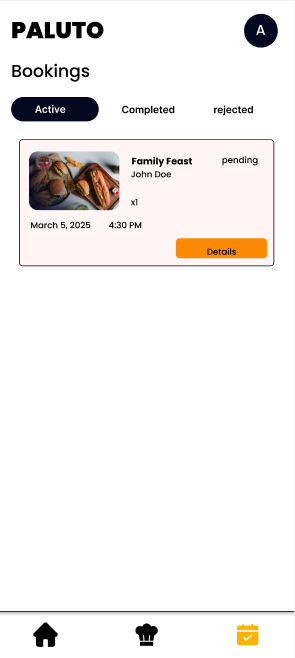 PALUTO
A
Bookings
Active Completed rejected
Family Feast pending
John Doe
x1
March 5, 2025 4:30 PM
Details